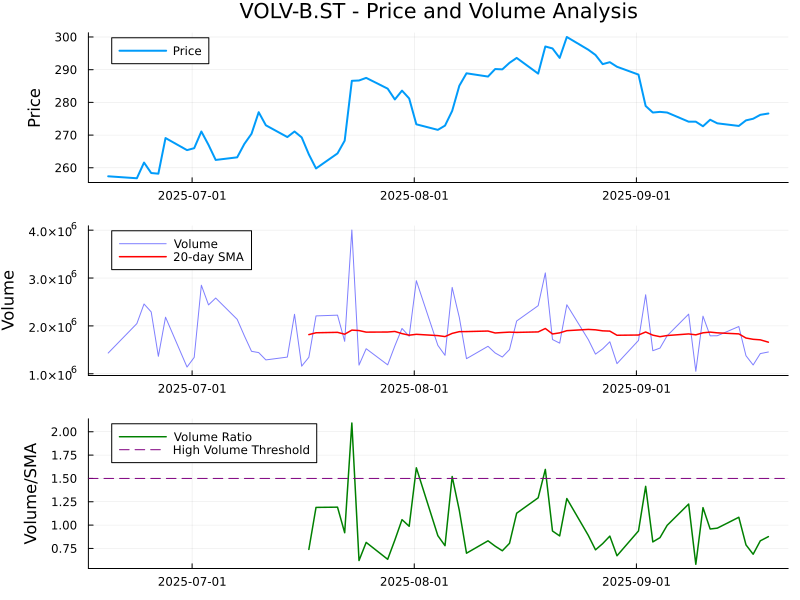 VOLV-B.ST - Price and Volume Analysis
Price
300
290
280
270
260
Price
2025-07-01
2025-08-01
2025-09-01
Volume
4.0×10⁶
3.0×10⁶
2.0×10⁶
1.0×10⁶
Volume
20-day SMA
2025-07-01
2025-08-01
2025-09-01
Volume/SMA
2.00
1.75
1.50
1.25
1.00
0.75
Volume Ratio
High Volume Threshold
2025-07-01
2025-08-01
2025-09-01